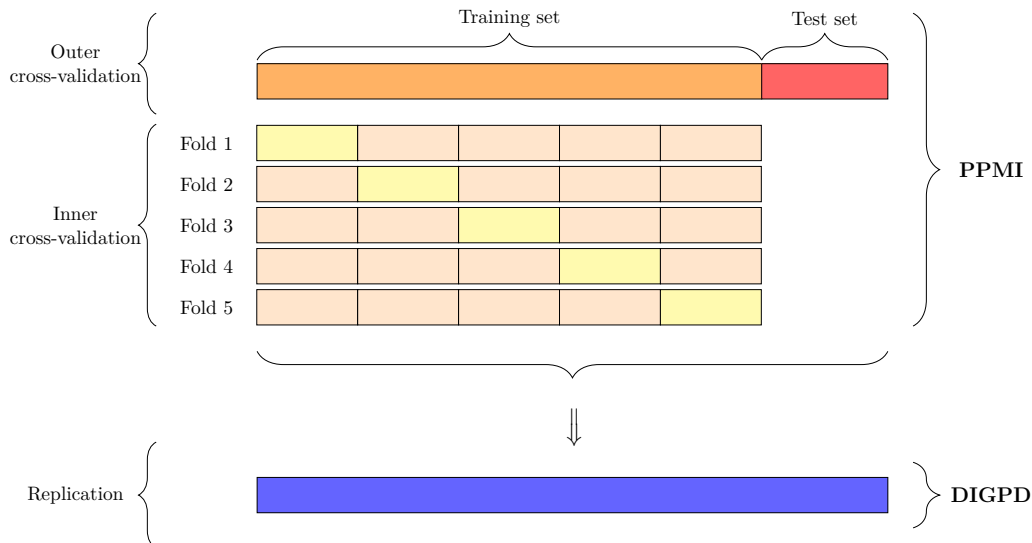 Training set
Test set
Outer
cross-validation
Fold 1
Fold 2
Fold 3
Fold 4
Fold 5
Inner
cross-validation
PPMI
Replication
DIGPD